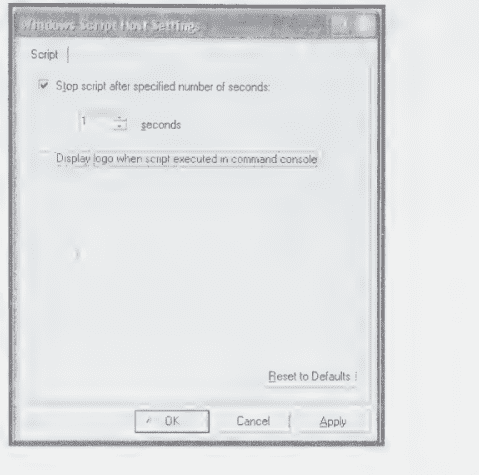 Windows Script Host Settings
Script
Stop script after specified number of seconds:
1 seconds
Display logo when script executed in command console
Reset to Defaults
OK Cancel Apply